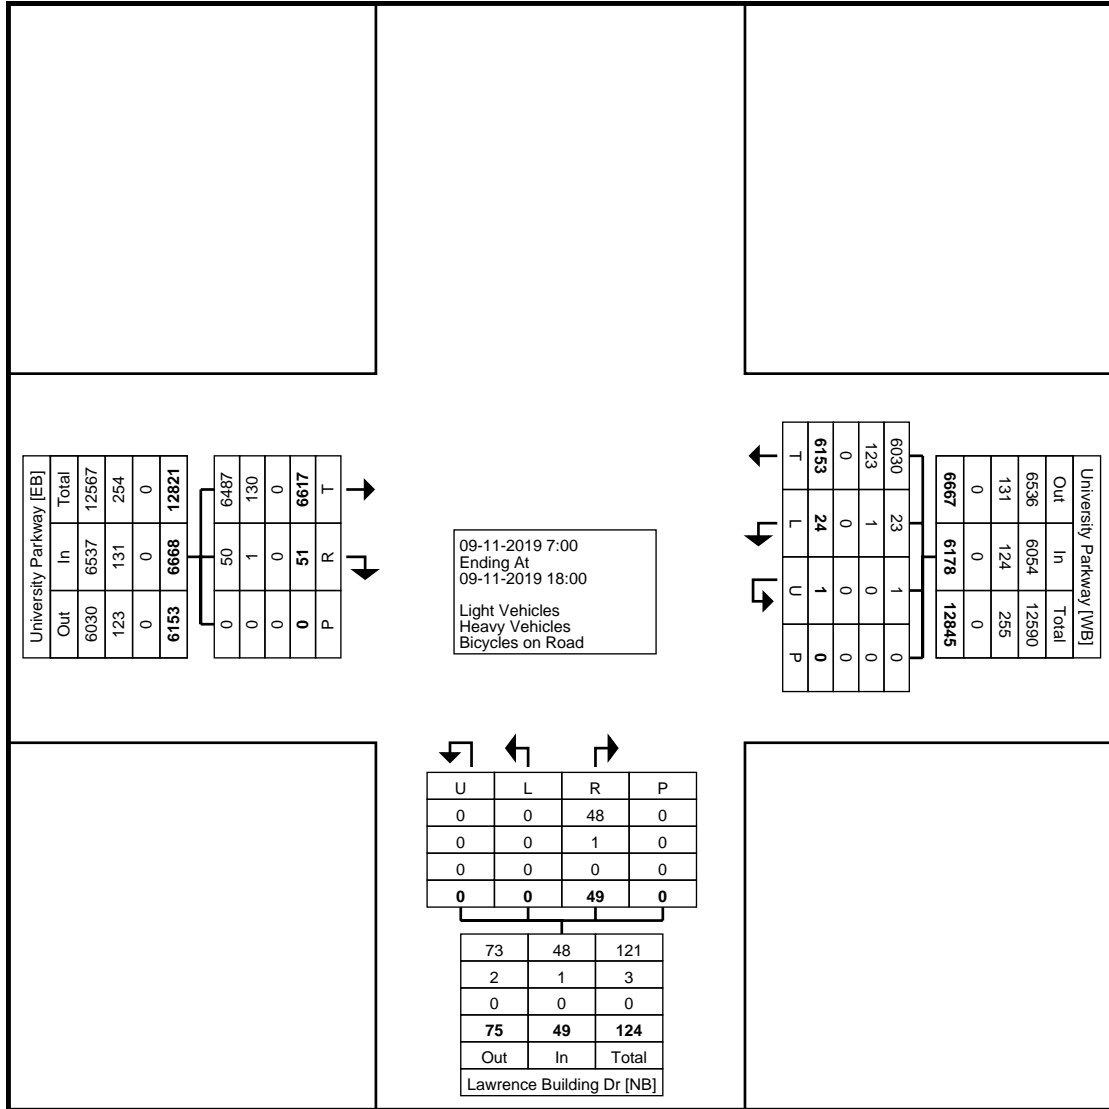 University Parkway [EB]
Total In Out
12567 6537 6030
254 131 123
0 0 0
12821 6668 6153
6487 50 0
130 1 0
0 0 0
6617 51 0
T R P
09-11-2019 7:00
Ending At
09-11-2019 18:00
Light Vehicles
Heavy Vehicles
Bicycles on Road
University Parkway [WB]
Out In Total
6536 6054 12590
131 124 255
0 0 0
6667 6178 12845
6030 23 1 0
123 1 0 0
0 0 0 0
6153 24 1 0
T L U P
U L R P
0 0 48 0
0 0 1 0
0 0 0 0
0 0 49 0
73 48 121
2 1 3
0 0 0
75 49 124
Out In Total
Lawrence Building Dr [NB]